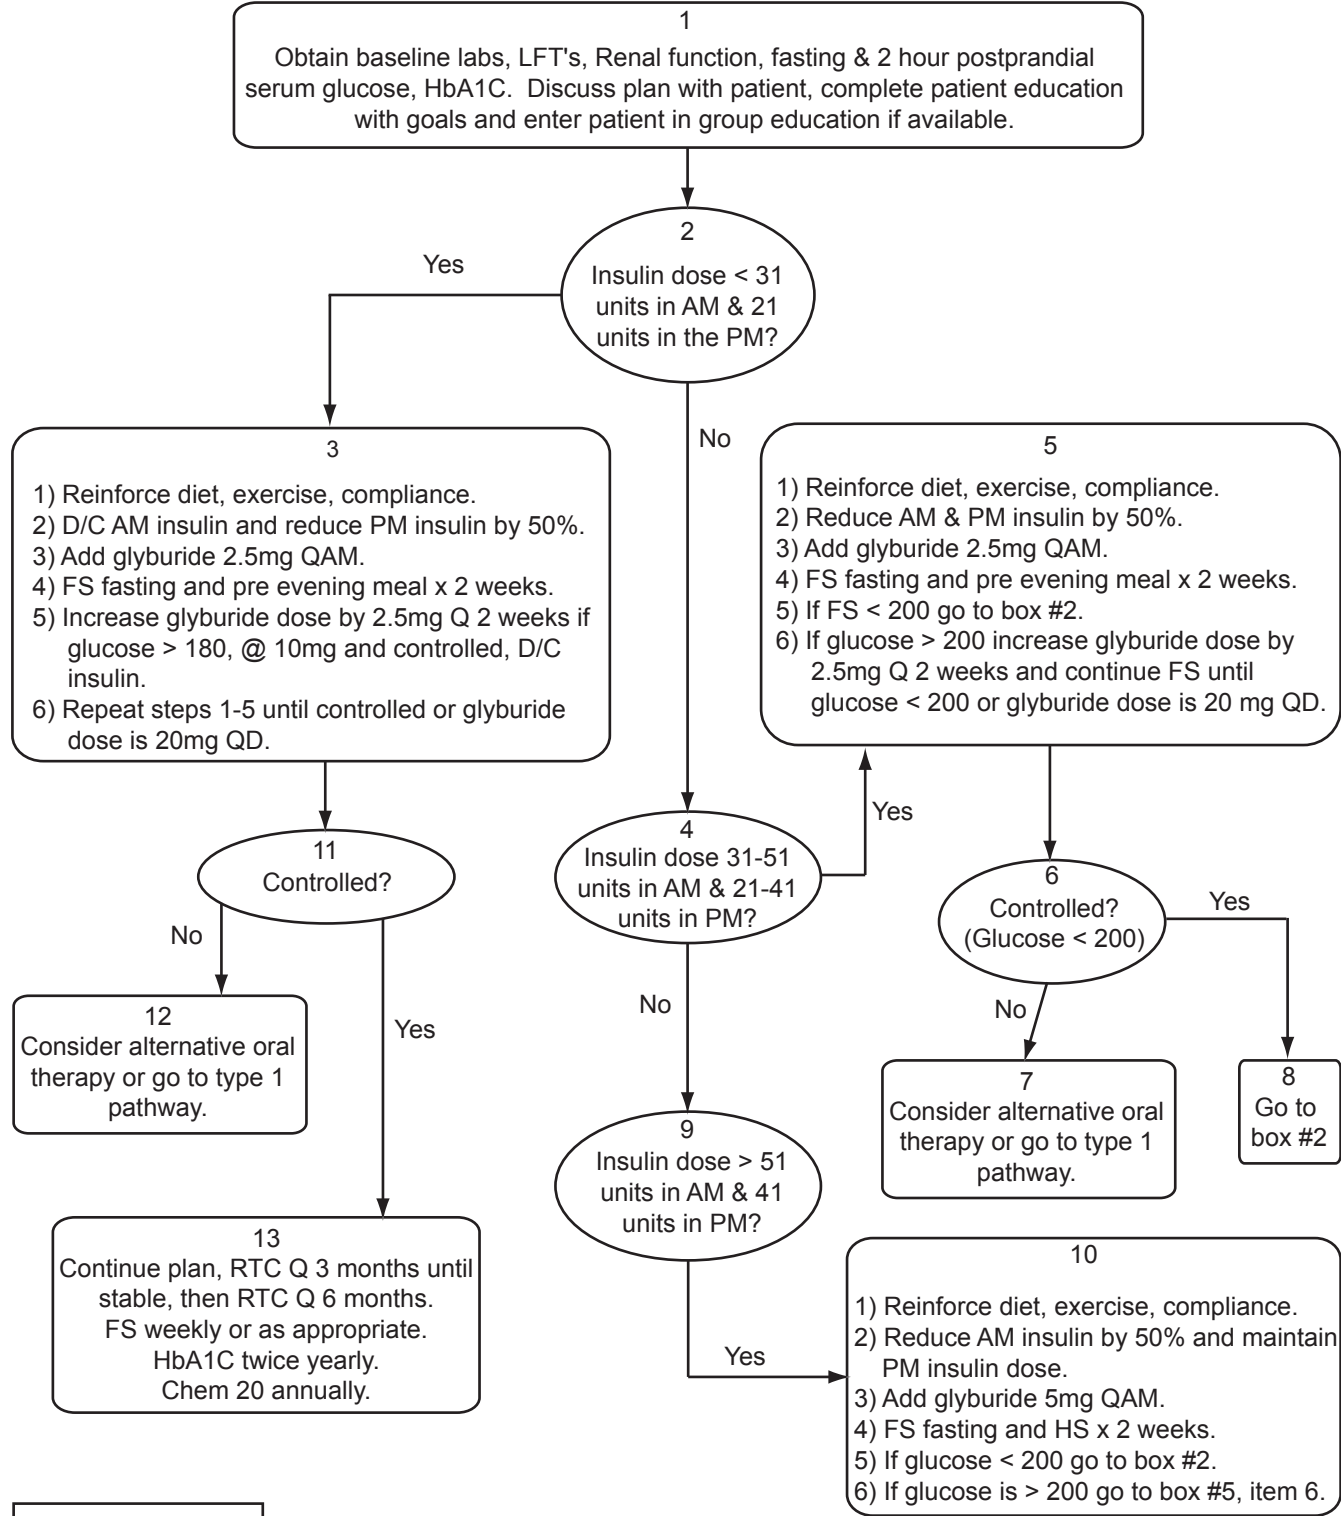 1
Obtain baseline labs, LFT's, Renal function, fasting & 2 hour postprandial
serum glucose, HbA1C. Discuss plan with patient, complete patient education
with goals and enter patient in group education if available.
2
Insulin dose < 31
units in AM & 21
units in the PM?
Yes
No
3
1) Reinforce diet, exercise, compliance.
2) D/C AM insulin and reduce PM insulin by 50%.
3) Add glyburide 2.5mg QAM.
4) FS fasting and pre evening meal x 2 weeks.
5) Increase glyburide dose by 2.5mg Q 2 weeks if
glucose > 180, @ 10mg and controlled, D/C
insulin.
6) Repeat steps 1-5 until controlled or glyburide
dose is 20mg QD.
5
1) Reinforce diet, exercise, compliance.
2) Reduce AM & PM insulin by 50%.
3) Add glyburide 2.5mg QAM.
4) FS fasting and pre evening meal x 2 weeks.
5) If FS < 200 go to box #2.
6) If glucose > 200 increase glyburide dose by
2.5mg Q 2 weeks and continue FS until
glucose < 200 or glyburide dose is 20 mg QD.
4
Insulin dose 31-51
units in AM & 21-41
units in PM?
Yes
No
11
Controlled?
No
Yes
6
Controlled?
(Glucose < 200)
Yes
No
12
Consider alternative oral
therapy or go to type 1
pathway.
7
Consider alternative oral
therapy or go to type 1
pathway.
8
Go to
box #2
9
Insulin dose > 51
units in AM & 41
units in PM?
Yes
13
Continue plan, RTC Q 3 months until
stable, then RTC Q 6 months.
FS weekly or as appropriate.
HbA1C twice yearly.
Chem 20 annually.
10
1) Reinforce diet, exercise, compliance.
2) Reduce AM insulin by 50% and maintain
PM insulin dose.
3) Add glyburide 5mg QAM.
4) FS fasting and HS x 2 weeks.
5) If glucose < 200 go to box #2.
6) If glucose is > 200 go to box #5, item 6.